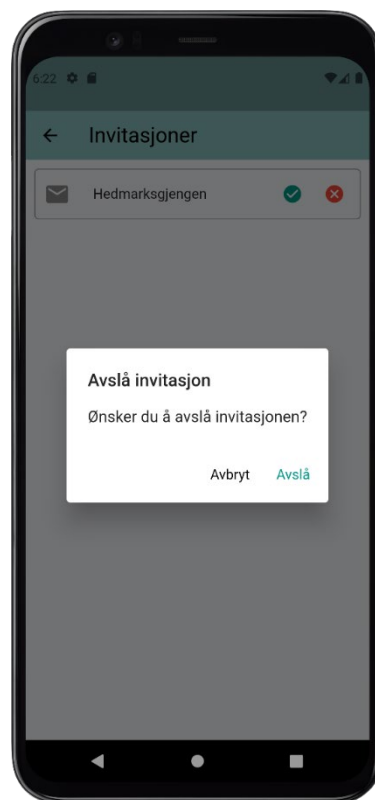 6:22
Invitasjoner
Hedmarksgjengen
Avslå invitasjon
Ønsker du å avslå invitasjonen?
Avbryt Avslå